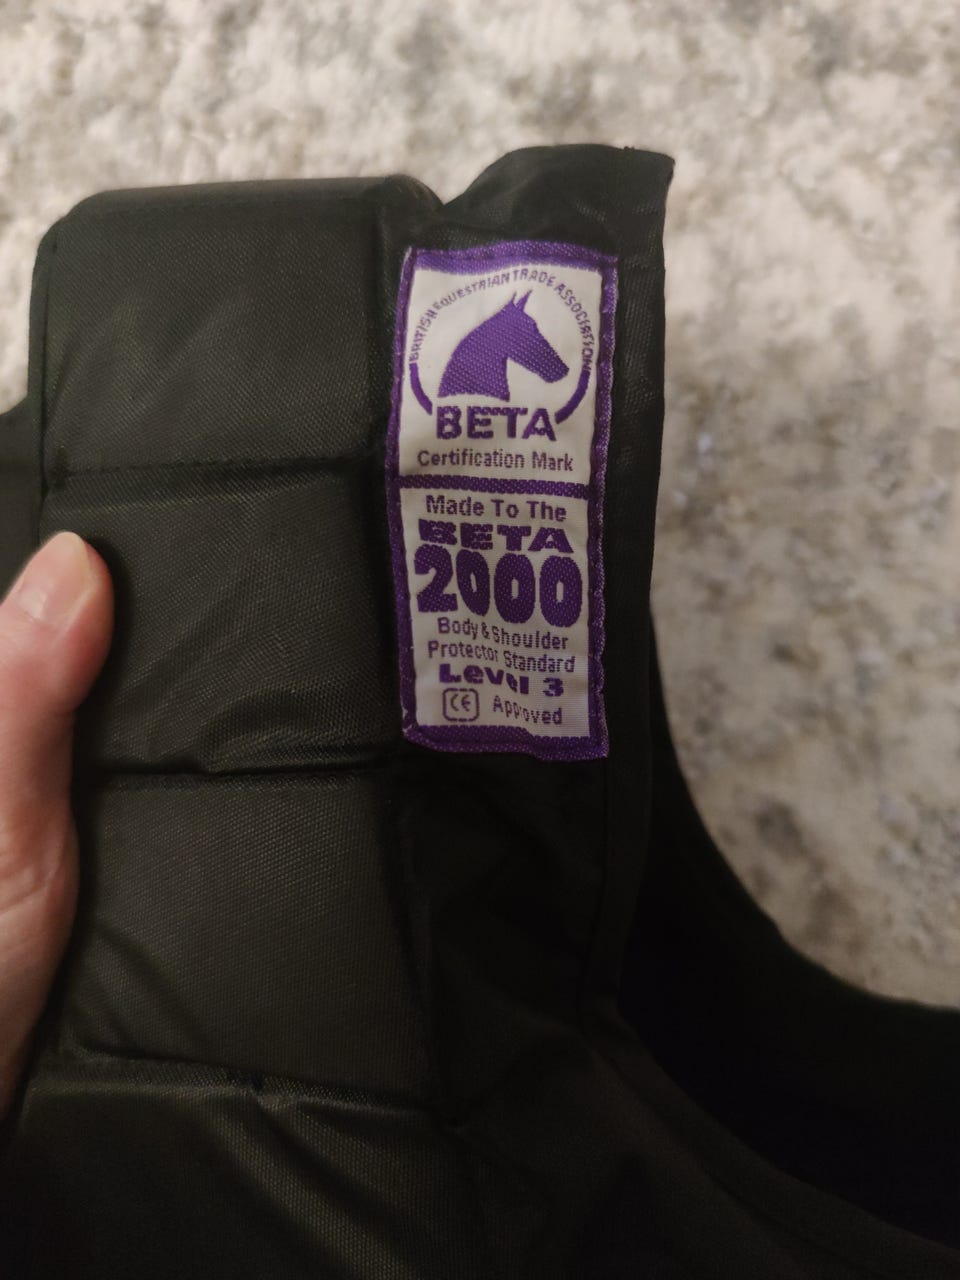 BRITISH EQUESTRIAN TRADE ASSOCIATION
BETA
Certification Mark
Made To The
BETA
2000
Body & Shoulder
Protector Standard
Level 3
CE Approved